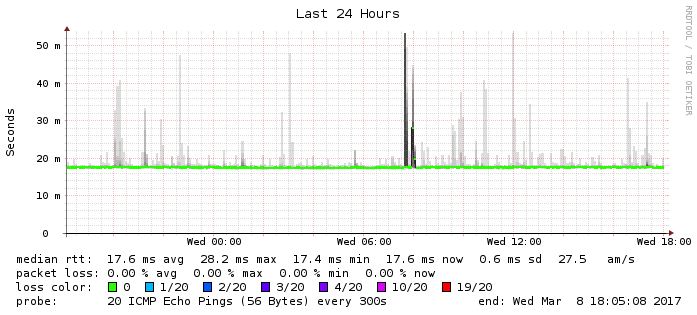 Last 24 Hours
RRDTOOL / TOBI OETIKER
Seconds
50 m
40 m
30 m
20 m
10 m
0
Wed 00:00 Wed 06:00 Wed 12:00 Wed 18:00
median rtt: 17.6 ms avg 28.2 ms max 17.4 ms min 17.6 ms now 0.6 ms sd 27.5 am/s
packet loss: 0.00 % avg 0.00 % max 0.00 % min 0.00 % now
loss color: 0 1/20 2/20 3/20 4/20 10/20 19/20
probe: 20 ICMP Echo Pings (56 Bytes) every 300s end: Wed Mar 8 18:05:08 2017